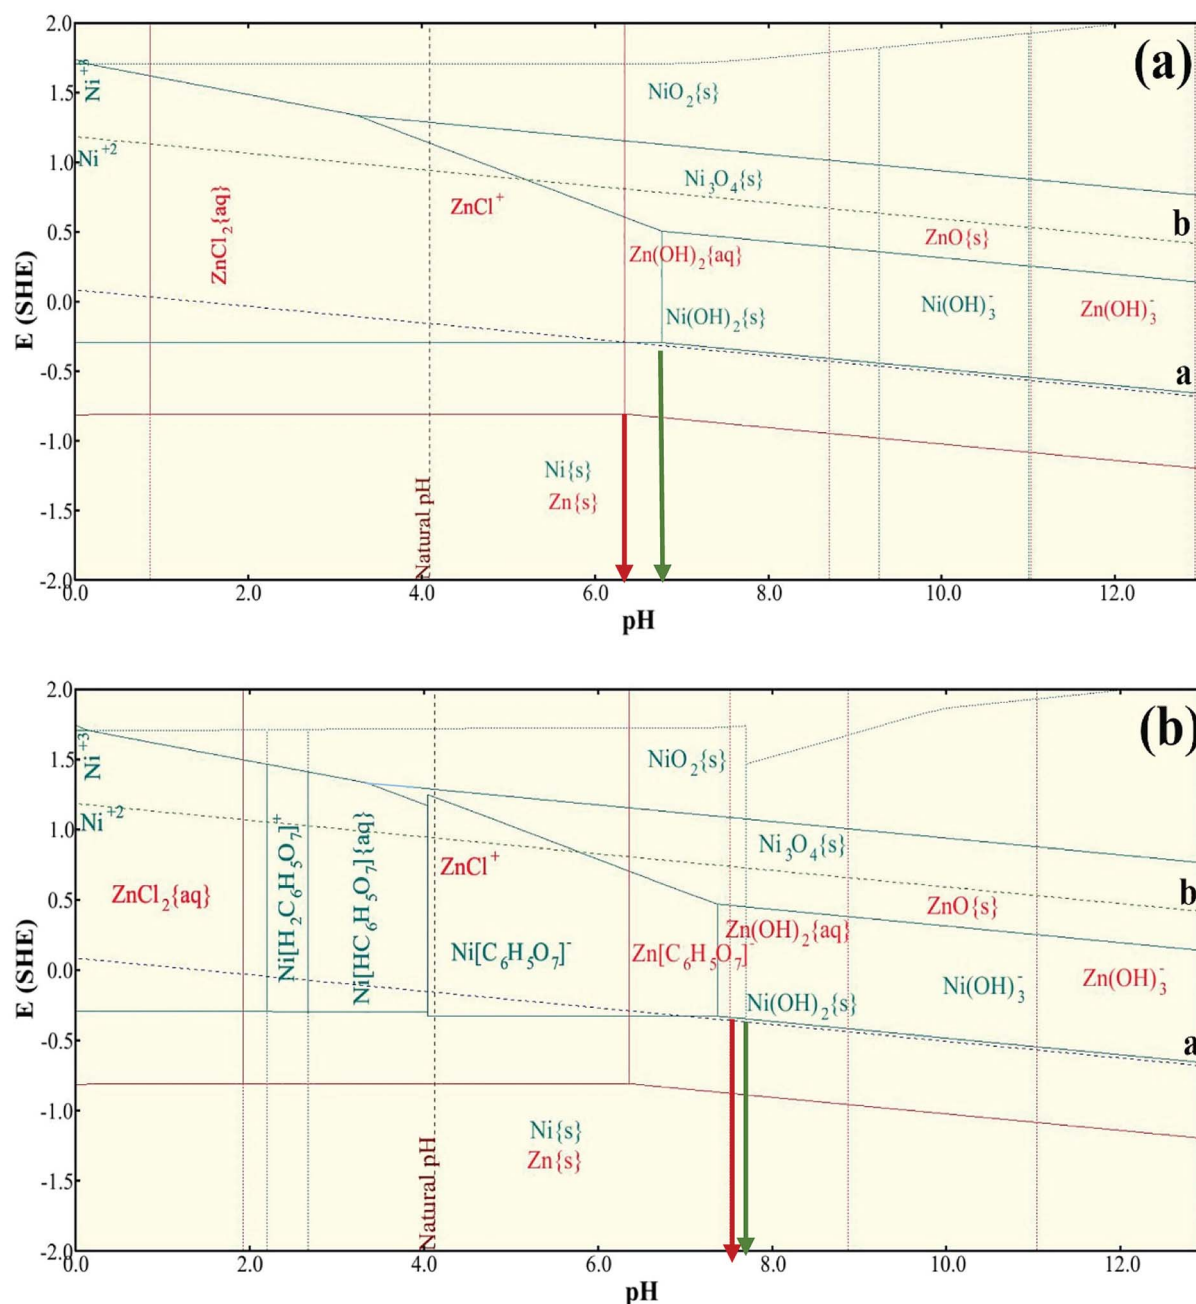 (a)
2.0
1.5
1.0
0.5
0.0
-0.5
-1.0
-1.5
-2.0
E (SHE)
Ni+3
Ni+2
ZnCl2{aq}
ZnCl+
NiO2{s}
Ni3O4{s}
b
ZnO{s}
Zn(OH)2{aq}
Ni(OH)2{s}
Ni(OH)3-
Zn(OH)3-
a
Ni{s}
Zn{s}
Natural pH
0.0 2.0 4.0 6.0 8.0 10.0 12.0
pH
(b)
2.0
1.5
1.0
0.5
0.0
-0.5
-1.0
-1.5
-2.0
E (SHE)
Ni+3
Ni+2
ZnCl2{aq}
Ni[H2C6H5O7]+
Ni[HC6H5O7]{aq}
ZnCl+
Ni[C6H5O7]-
NiO2{s}
Ni3O4{s}
b
ZnO{s}
Zn(OH)2{aq}
Zn[C6H5O7]-
Ni(OH)2{s}
Ni(OH)3-
Zn(OH)3-
a
Ni{s}
Zn{s}
Natural pH
0.0 2.0 4.0 6.0 8.0 10.0 12.0
pH